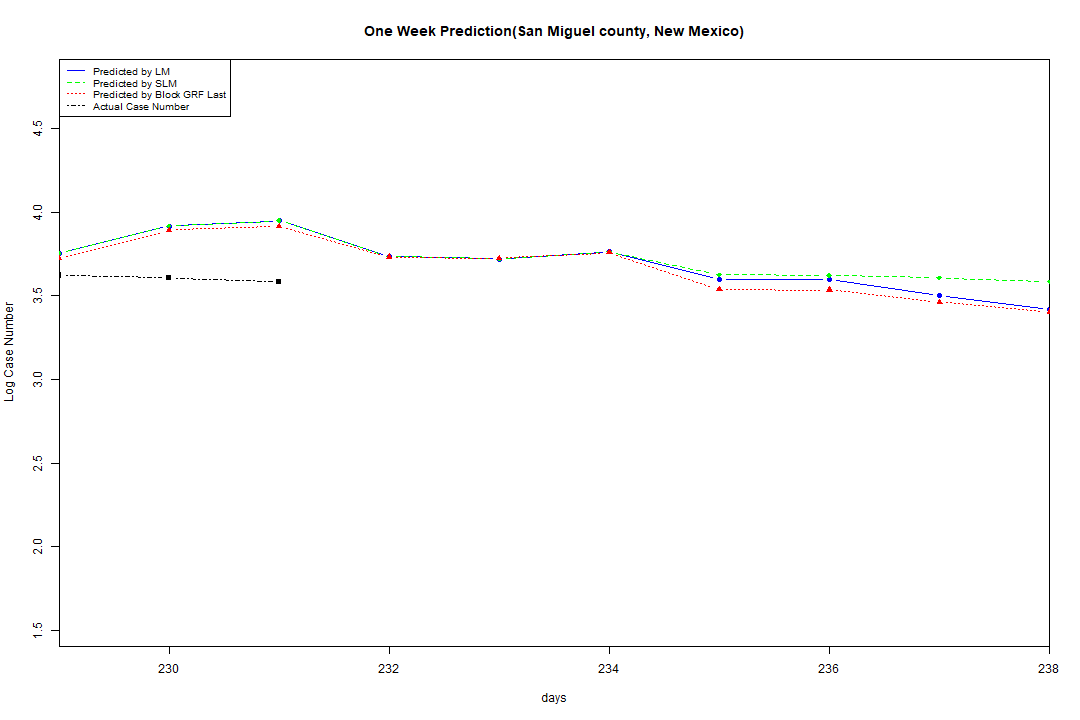 One Week Prediction(San Miguel county, New Mexico)
Predicted by LM
Predicted by SLM
Predicted by Block GRF Last
Actual Case Number
4.5
4.0
3.5
3.0
2.5
2.0
1.5
Log Case Number
230
232
234
236
238
days